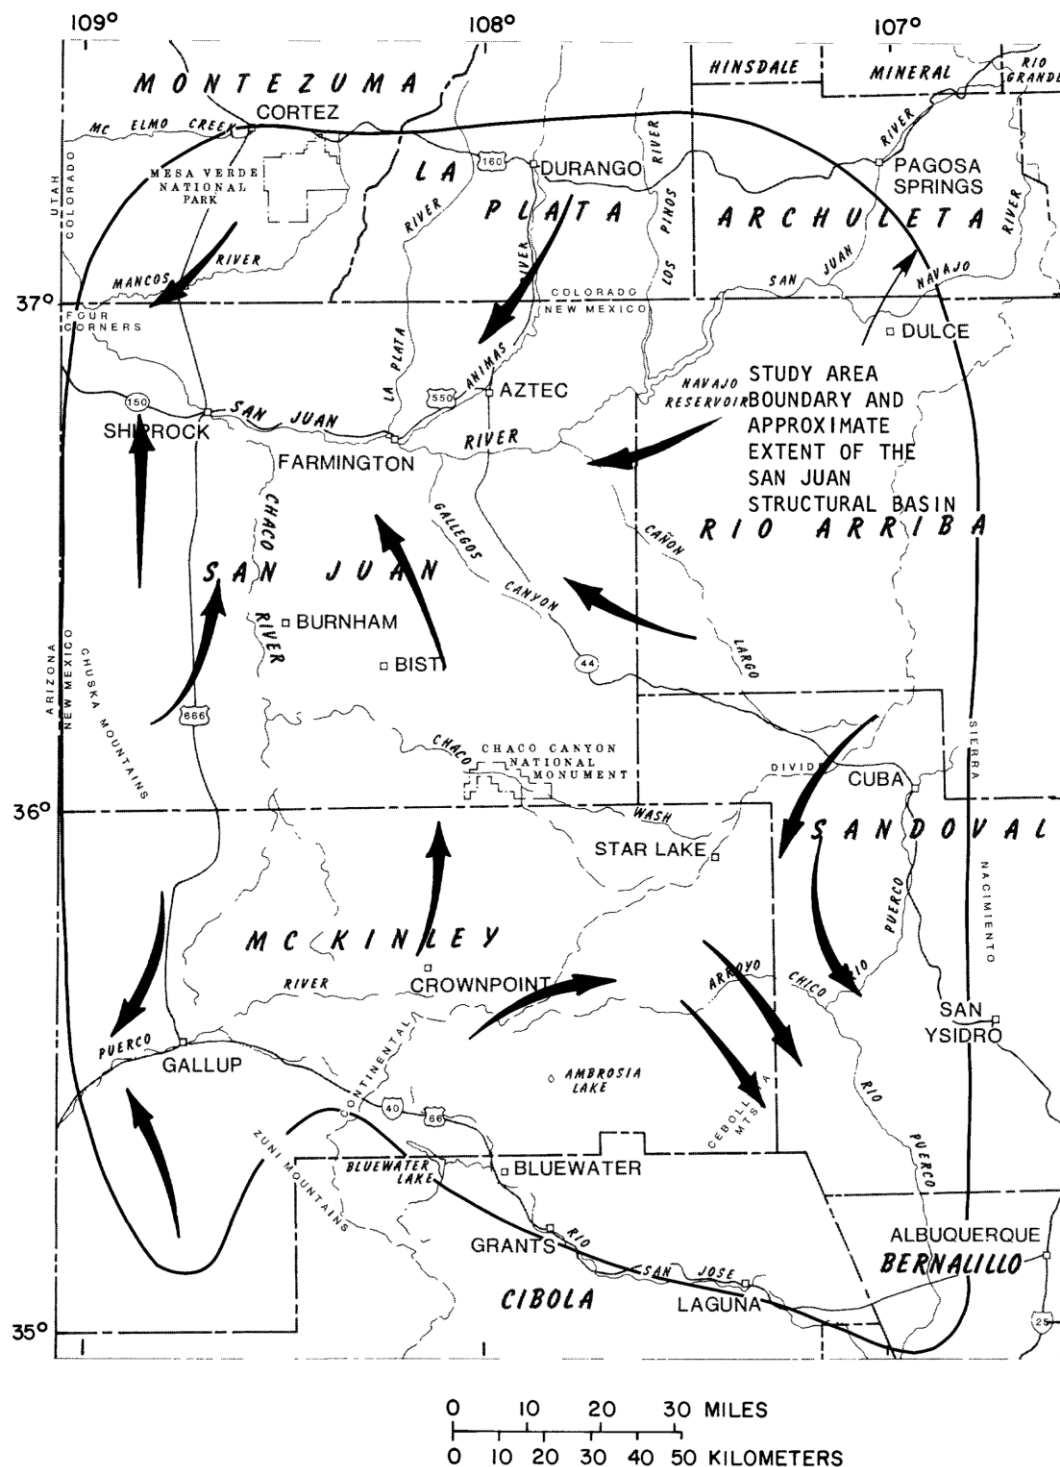 109°
108°
107°
MONTEZUMA
HINSDALE
MINERAL
RIO GRANDE
CORTEZ
MC ELMO CREEK
RIVER
MESA VERDE
NATIONAL
PARK
LA
160
DURANGO
RIVER
PAGOSA
SPRINGS
UTAH
COLORADO
PLATA
ARCHULETA
RIVER
RIVER
LOS PINOS
RIVER
MANCOS RIVER
SAN JUAN
NAVAJO
37°
FOUR
CORNERS
COLORADO
NEW MEXICO
DULCE
LA PLATA
ANIMAS
150
550
AZTEC
NAVAJO
RESERVOIR
STUDY AREA
BOUNDARY AND
APPROXIMATE
EXTENT OF THE
SAN JUAN
STRUCTURAL BASIN
SHIPROCK
SAN JUAN
RIVER
FARMINGTON
CHACO
RIVER
GALLEGOS
CANYON
CAÑON
LARGO
RIO ARRIBA
SAN JUAN
BURNHAM
BISTI
44
ARIZONA
NEW MEXICO
CHUSKA MOUNTAINS
666
CHACO
WASH
CHACO CANYON
NATIONAL
MONUMENT
DIVIDE
CUBA
SIERRA
NACIMIENTO
36°
SANDOVAL
STAR LAKE
PUERCO
RIO
MC KINLEY
CROWNPOINT
RIVER
ARROYO
CHICO
SAN
YSIDRO
PUERCO
GALLUP
CONTINENTAL
AMBROSIA
LAKE
CEBOLLETA
MTS
RIO
PUERCO
40
66
ZUNI MOUNTAINS
BLUEWATER
LAKE
BLUEWATER
GRANTS
RIO
SAN JOSE
ALBUQUERQUE
BERNALILLO
CIBOLA
LAGUNA
35°
25
0 10 20 30 MILES
0 10 20 30 40 50 KILOMETERS